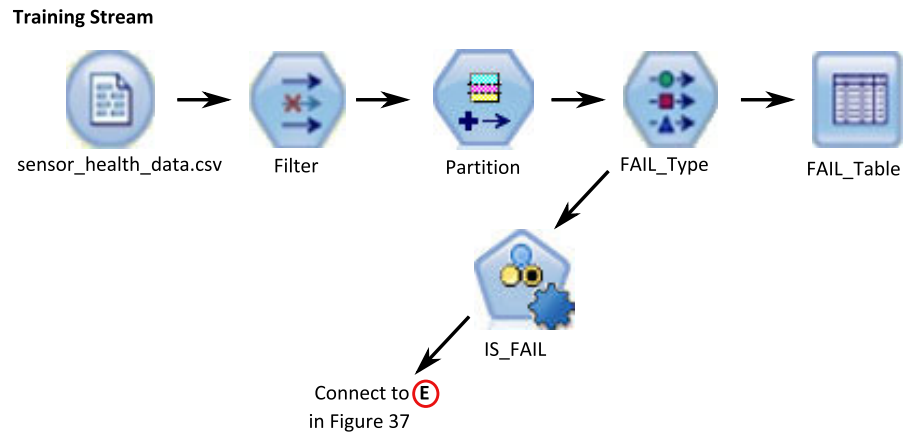 Training Stream
sensor_health_data.csv
Filter
Partition
FAIL_Type
FAIL_Table
IS_FAIL
Connect to E
in Figure 37